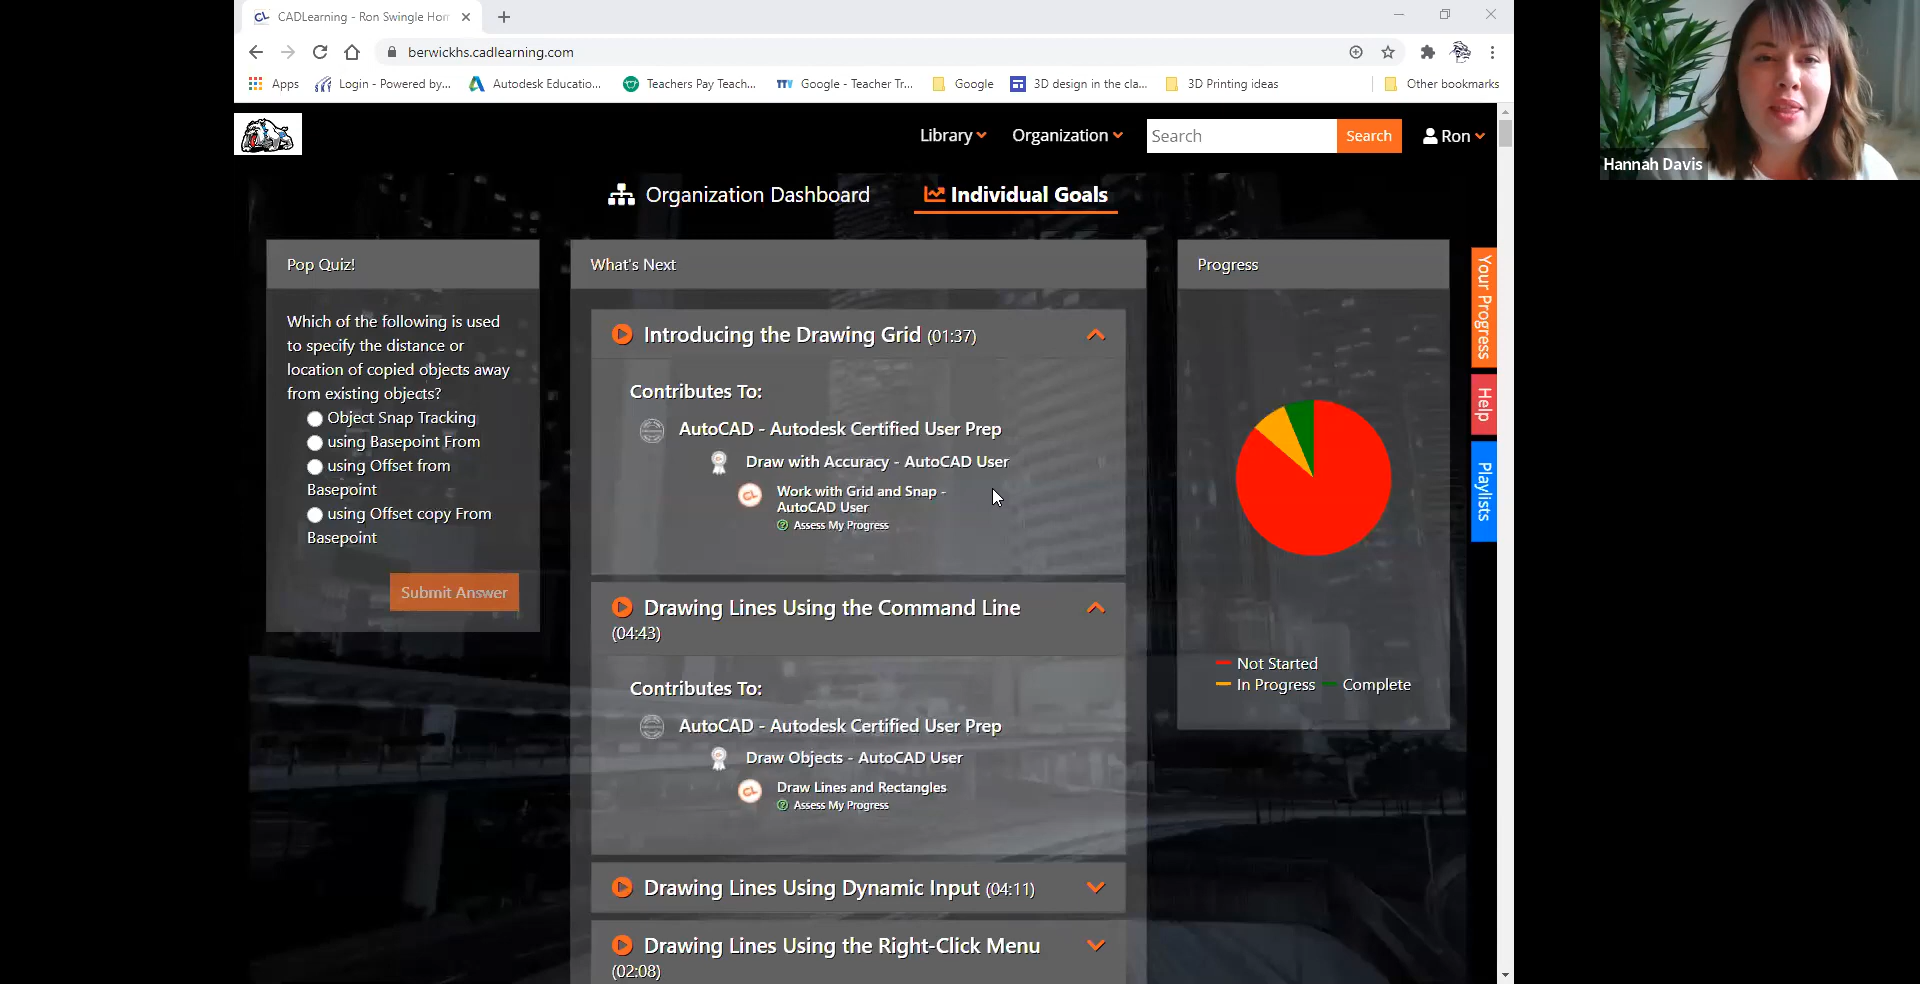 CADLearning - Ron Swingle Hor
berwickhs.cadlearning.com
Apps
Login - Powered by...
Autodesk Educatio...
Teachers Pay Teach...
Google - Teacher Tr...
Google
3D design in the cla...
3D Printing ideas
Other bookmarks
Library
Organization
Search
Search
Ron
Organization Dashboard
Individual Goals
Pop Quiz!
Which of the following is used
to specify the distance or
location of copied objects away
from existing objects?
Object Snap Tracking
using Basepoint From
using Offset from
Basepoint
using Offset copy From
Basepoint
Submit Answer
What's Next
Introducing the Drawing Grid (01:37)
Contributes To:
AutoCAD - Autodesk Certified User Prep
Draw with Accuracy - AutoCAD User
CL
Work with Grid and Snap -
AutoCAD User
Assess My Progress
Drawing Lines Using the Command Line
(04:43)
Contributes To:
AutoCAD - Autodesk Certified User Prep
Draw Objects - AutoCAD User
CL
Draw Lines and Rectangles
Assess My Progress
Drawing Lines Using Dynamic Input (04:11)
Drawing Lines Using the Right-Click Menu
(02:08)
Progress
Not Started
In Progress
Complete
Your Progress
Help
Playlists
Hannah Davis